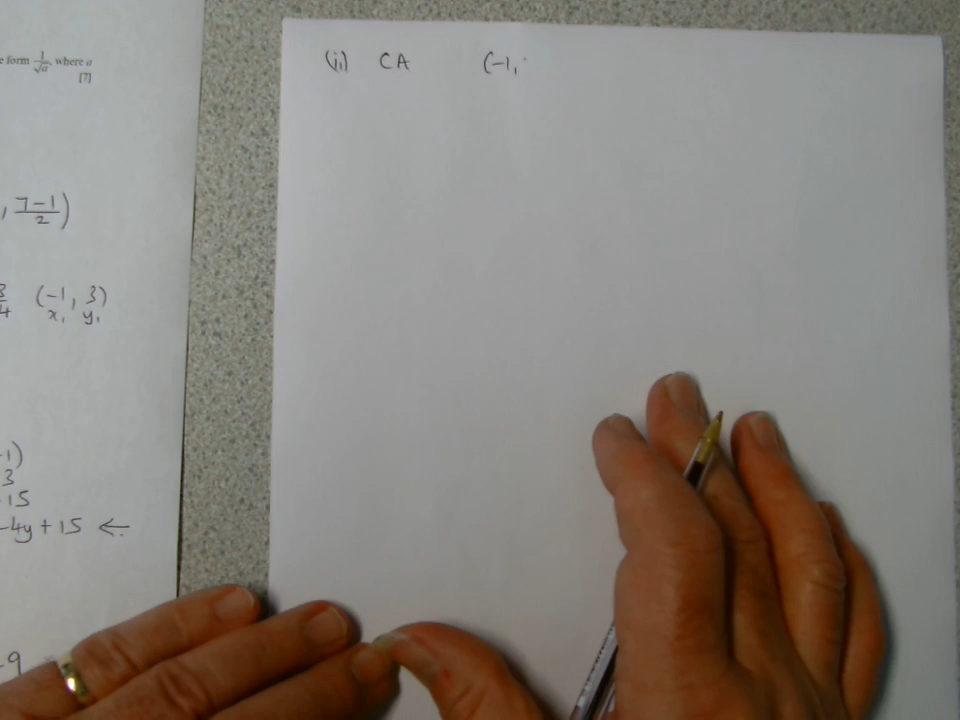 e form 1/√a, where a
[7]
, 7-1/2)
3/4 (-1, 3)
x₁ y₁
-1)
3
15
-4y+15 ←
-9
(ii) CA (-1,